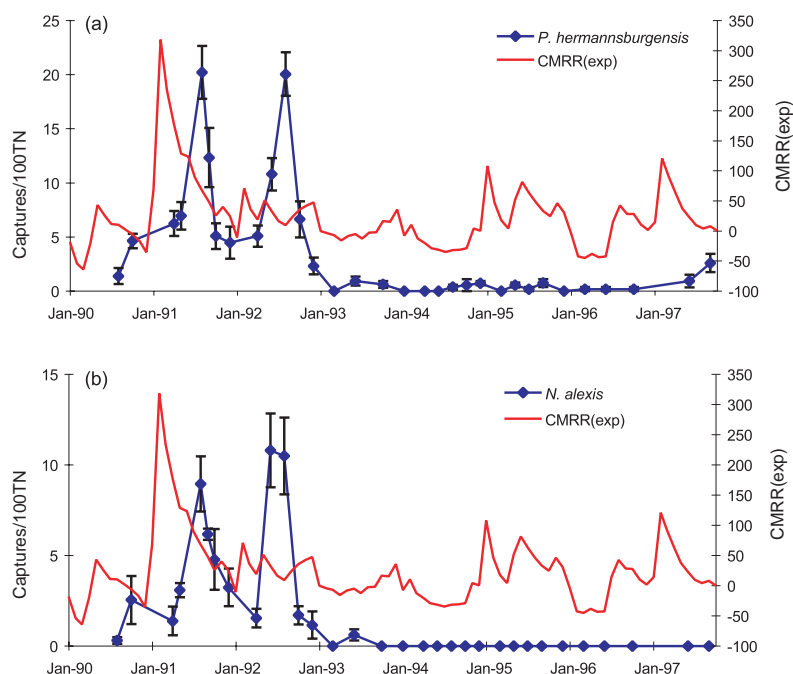 (a)
P. hermannsburgensis
CMRR(exp)
Captures/100TN
25
20
15
10
5
0
CMRR(exp)
350
300
250
200
150
100
50
0
-50
-100
Jan-90 Jan-91 Jan-92 Jan-93 Jan-94 Jan-95 Jan-96 Jan-97
(b)
N. alexis
CMRR(exp)
Captures/100TN
15
10
5
0
CMRR(exp)
350
300
250
200
150
100
50
0
-50
-100
Jan-90 Jan-91 Jan-92 Jan-93 Jan-94 Jan-95 Jan-96 Jan-97